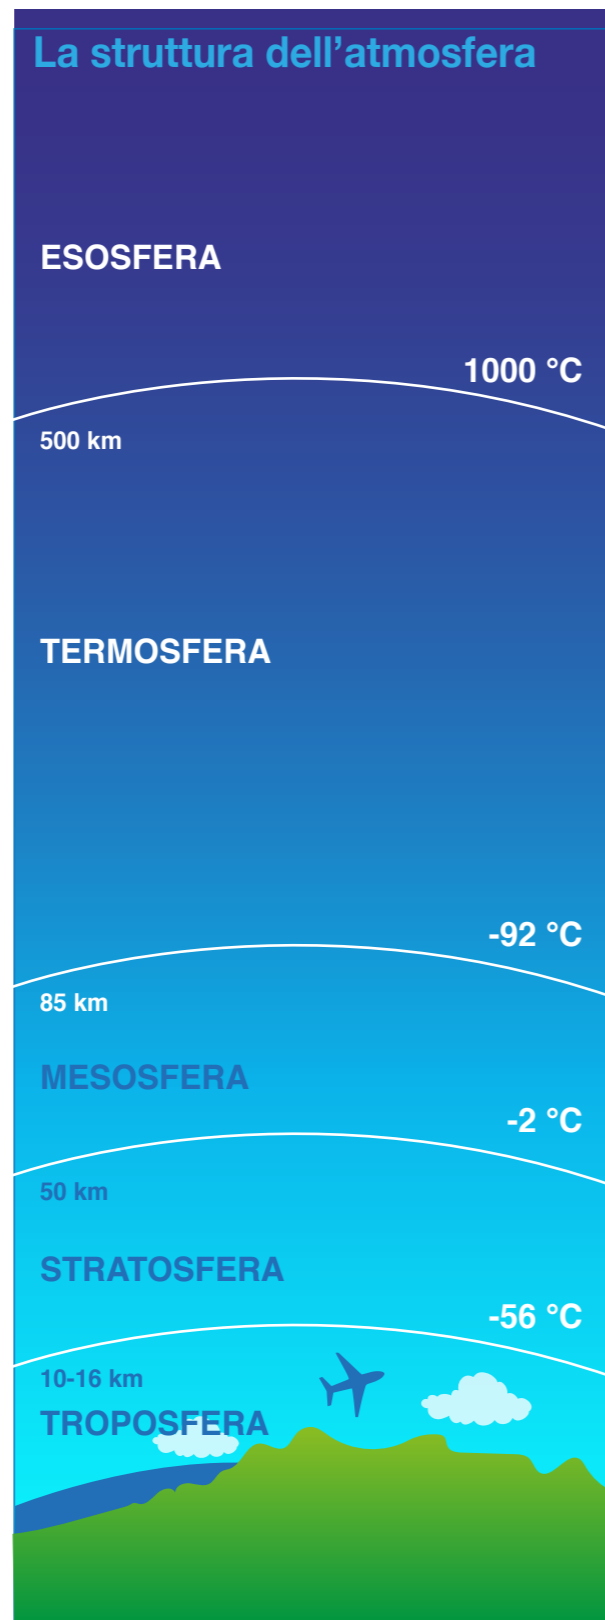 La struttura dell’atmosfera
ESOSFERA
1000 °C
500 km
TERMOSFERA
-92 °C
85 km
MESOSFERA
-2 °C
50 km
STRATOSFERA
-56 °C
10-16 km
TROPOSFERA